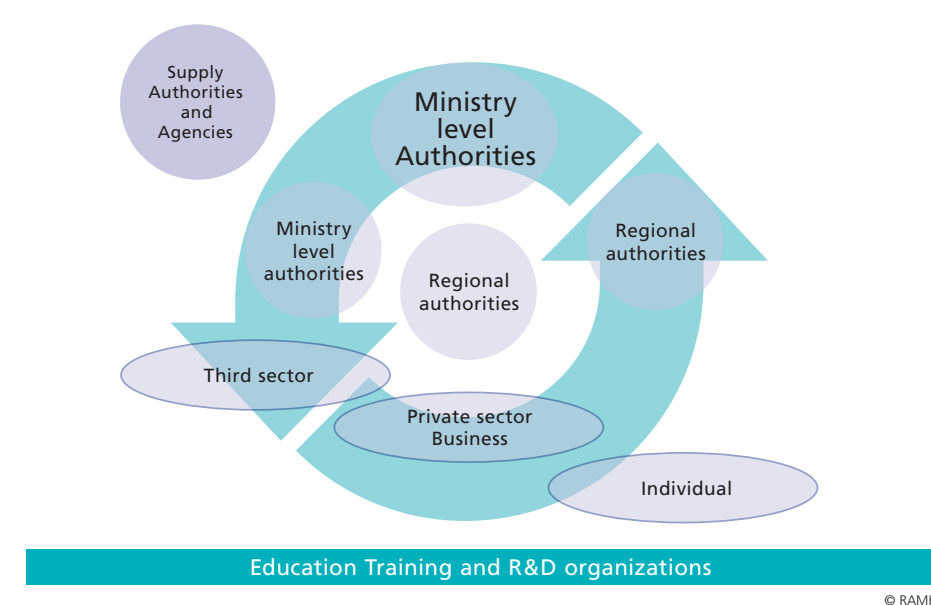 Supply
Authorities
and
Agencies
Ministry
level
Authorities
Ministry
level
authorities
Regional
authorities
Regional
authorities
Third sector
Private sector
Business
Individual
Education Training and R&D organizations